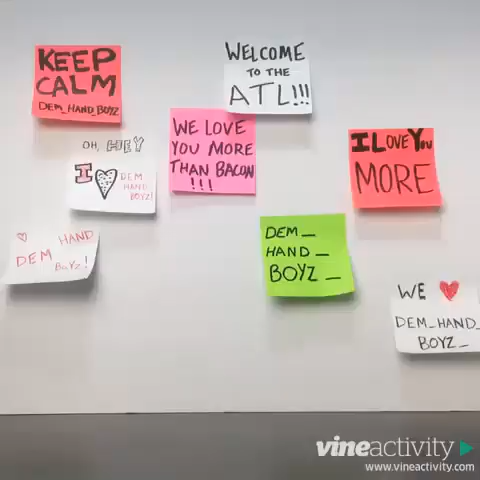 KEEP
CALM
DEM_HAND_BOYZ
WELCOME
TO THE
ATL!!!
WE LOVE
YOU MORE
THAN BACON
!!!
OH, HEY
I ♥ DEM
HAND
BOYZ!
I LOVE YOU
MORE
♡ HAND
DEM
BOYZ!
DEM_
HAND_
BOYZ_
WE ♥
DEM_HAND_
BOYZ_
vineactivity
www.vineactivity.com